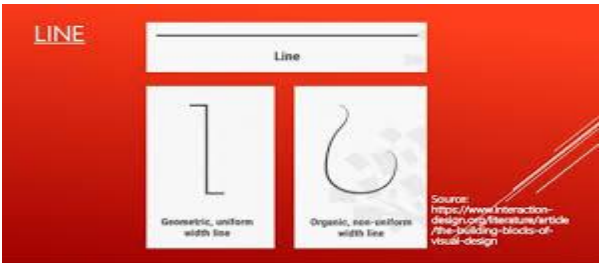 LINE
Line
Geometric, uniform
width line
Organic, non-uniform
width line
Source:
https://www.interaction-
design.org/literature/article
/the-building-blocks-of-
visual-design